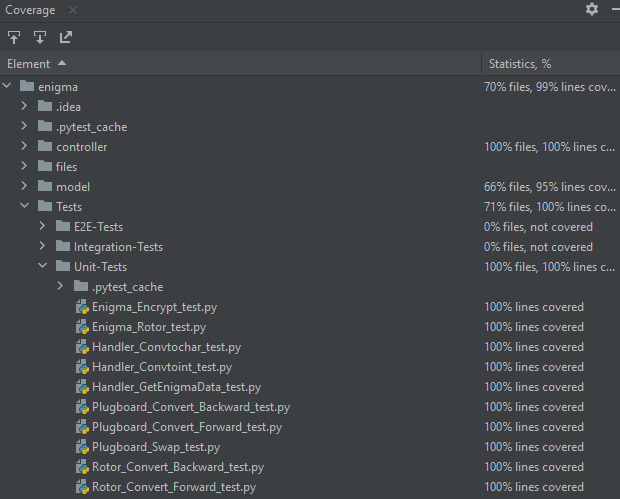 Coverage
Element Statistics, %
enigma 70% files, 99% lines cov...
.idea
.pytest_cache
controller 100% files, 100% lines c...
files
model 66% files, 95% lines cov...
Tests 71% files, 100% lines co...
E2E-Tests 0% files, not covered
Integration-Tests 0% files, not covered
Unit-Tests 100% files, 100% lines c...
.pytest_cache
Enigma_Encrypt_test.py 100% lines covered
Enigma_Rotor_test.py 100% lines covered
Handler_Convtochar_test.py 100% lines covered
Handler_Convtoint_test.py 100% lines covered
Handler_GetEnigmaData_test.py 100% lines covered
Plugboard_Convert_Backward_test.py 100% lines covered
Plugboard_Convert_Forward_test.py 100% lines covered
Plugboard_Swap_test.py 100% lines covered
Rotor_Convert_Backward_test.py 100% lines covered
Rotor_Convert_Forward_test.py 100% lines covered